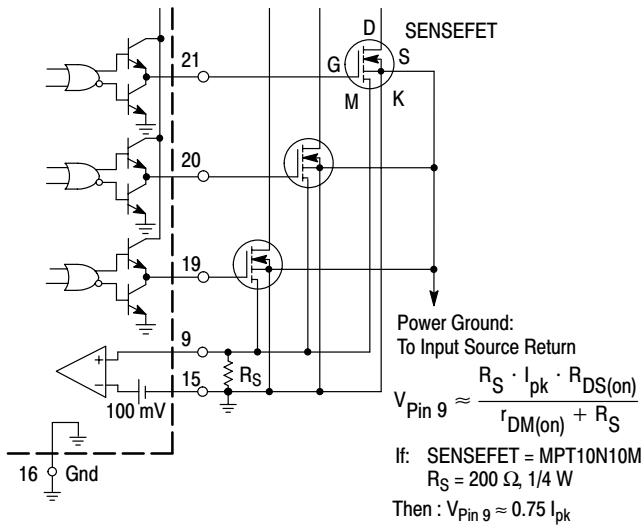 D
SENSEFET
21
G
S
M
K
20
19
9
R_S
15
100 mV
16
Gnd
Power Ground:
To Input Source Return
V_Pin 9 ≈ (R_S · I_pk · R_DS(on)) / (r_DM(on) + R_S)
If: SENSEFET = MPT10N10M
R_S = 200 Ω, 1/4 W
Then : V_Pin 9 ≈ 0.75 I_pk